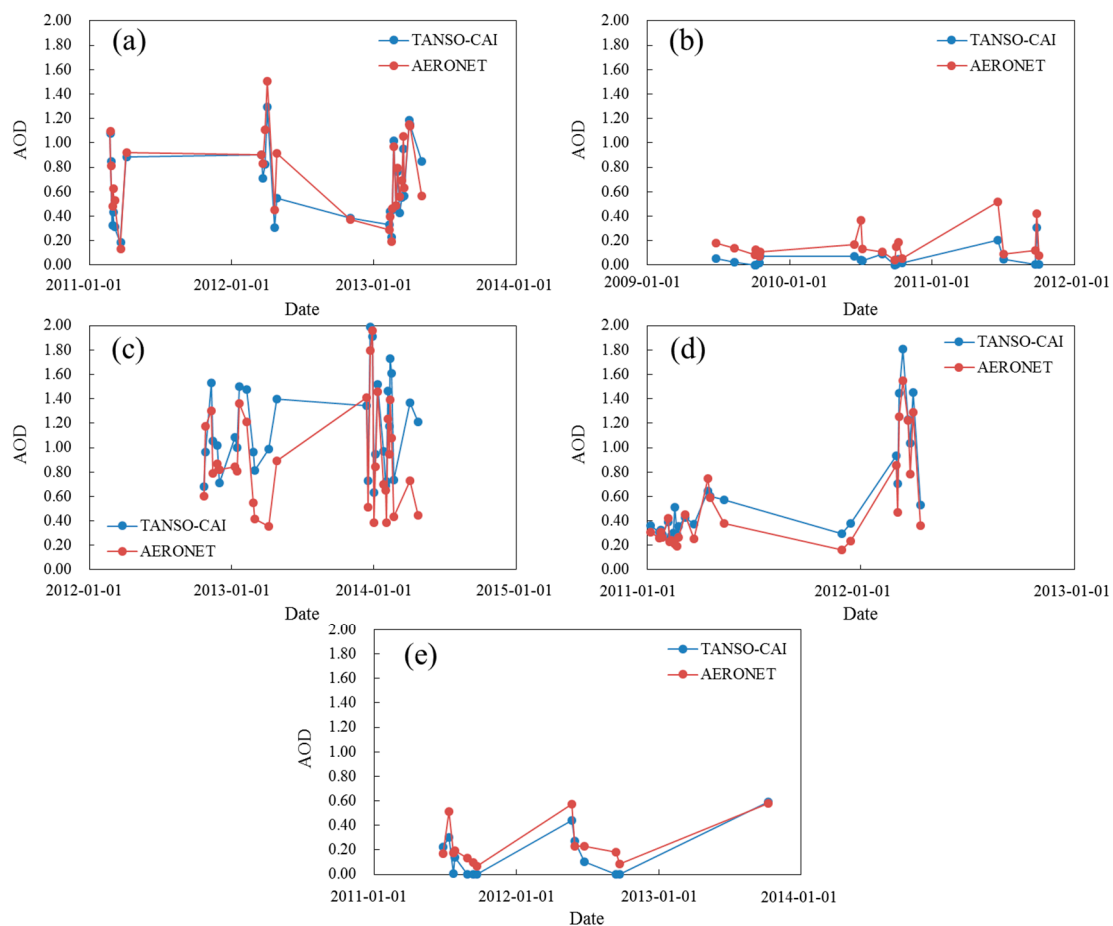 2.00
1.80
1.60
1.40
1.20
1.00
0.80
0.60
0.40
0.20
0.00
AOD
(a)
TANSO-CAI
AERONET
2011-01-01
2012-01-01
2013-01-01
2014-01-01
Date
2.00
1.80
1.60
1.40
1.20
1.00
0.80
0.60
0.40
0.20
0.00
AOD
(b)
TANSO-CAI
AERONET
2009-01-01
2010-01-01
2011-01-01
2012-01-01
Date
2.00
1.80
1.60
1.40
1.20
1.00
0.80
0.60
0.40
0.20
0.00
AOD
(c)
TANSO-CAI
AERONET
2012-01-01
2013-01-01
2014-01-01
2015-01-01
Date
2.00
1.80
1.60
1.40
1.20
1.00
0.80
0.60
0.40
0.20
0.00
AOD
(d)
TANSO-CAI
AERONET
2011-01-01
2012-01-01
2013-01-01
Date
2.00
1.80
1.60
1.40
1.20
1.00
0.80
0.60
0.40
0.20
0.00
AOD
(e)
TANSO-CAI
AERONET
2011-01-01
2012-01-01
2013-01-01
2014-01-01
Date